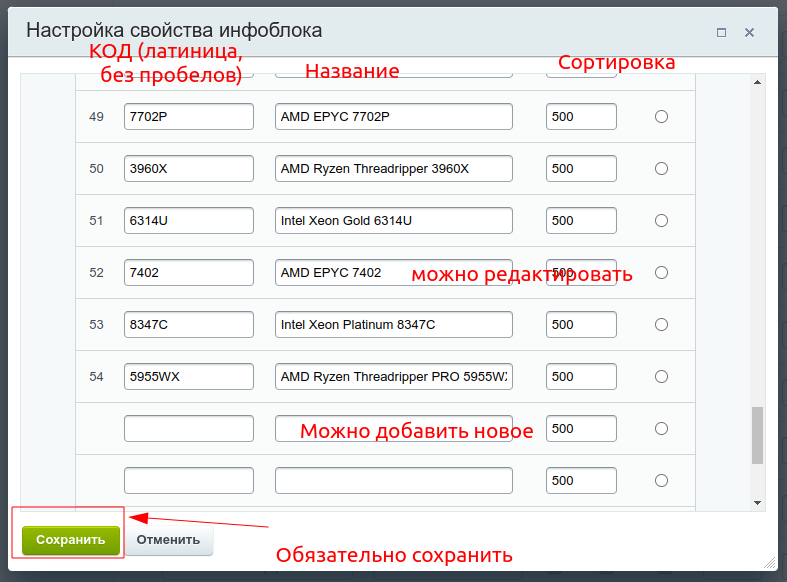 Настройка свойства инфоблока
КОД (латиница,
без пробелов)
Название
Сортировка
49 7702P AMD EPYC 7702P 500
50 3960X AMD Ryzen Threadripper 3960X 500
51 6314U Intel Xeon Gold 6314U 500
52 7402 AMD EPYC 7402 500
можно редактировать
53 8347C Intel Xeon Platinum 8347C 500
54 5955WX AMD Ryzen Threadripper PRO 5955WX 500
Можно добавить новое 500
500
Сохранить Отменить
Обязательно сохранить